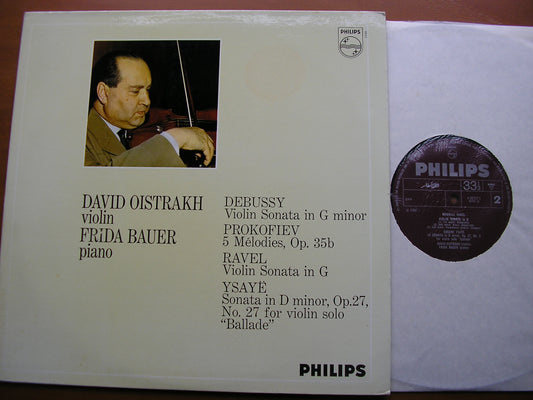 PHILIPS
DAVID OISTRAKH
violin
FRIDA BAUER
piano
DEBUSSY
Violin Sonata in G minor
PROKOFIEV
5 Mélodies, Op. 35b
RAVEL
Violin Sonata in G
YSAYË
Sonata in D minor, Op.27,
No. 27 for violin solo
“Ballade”
PHILIPS
PHILIPS
33⅓
2